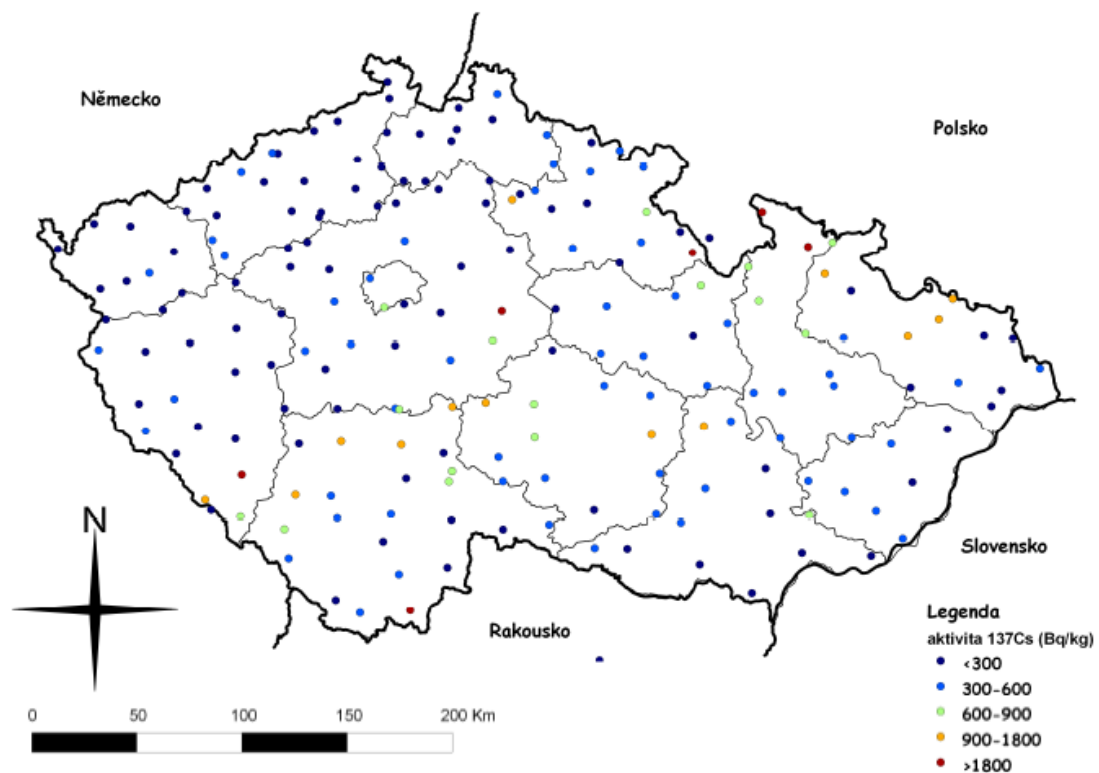 Německo
Polsko
Slovensko
Rakousko
N
0 50 100 150 200 Km
Legenda
aktivita 137Cs (Bq/kg)
<300
300-600
600-900
900-1800
>1800